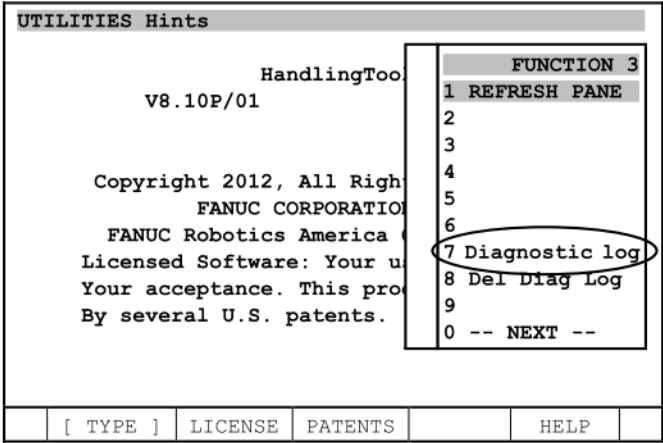 UTILITIES Hints
HandlingTool
V8.10P/01
Copyright 2012, All Righ
FANUC CORPORATIO
FANUC Robotics America
Licensed Software: Your u
Your acceptance. This pro
By several U.S. patents.
FUNCTION 3
1 REFRESH PANE
2
3
4
5
6
7 Diagnostic log
8 Del Diag Log
9
0 -- NEXT --
[ TYPE ] LICENSE PATENTS HELP